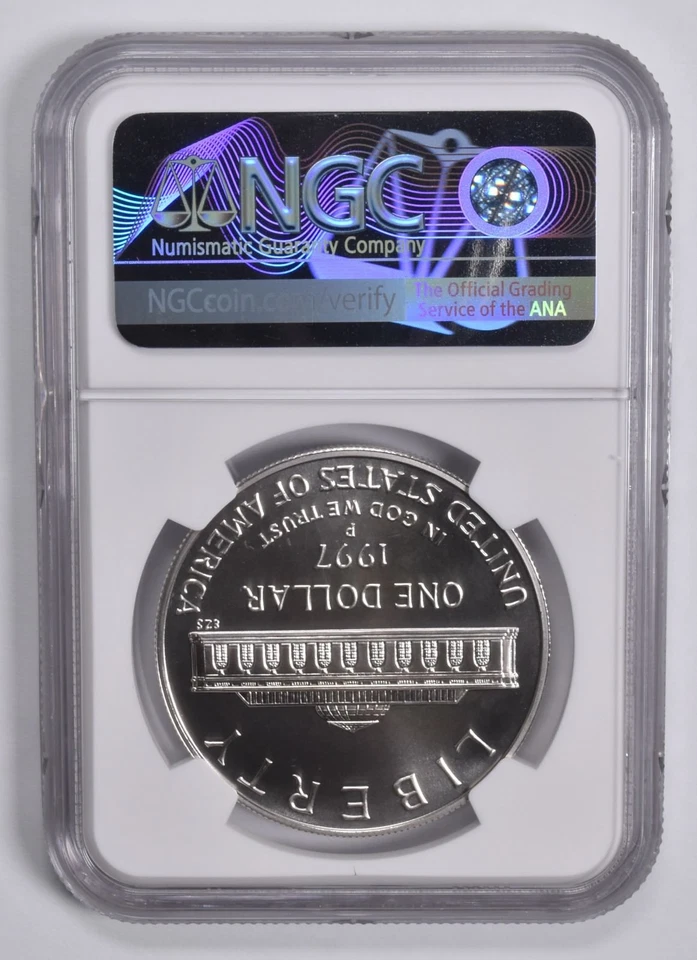 NGC
Numismatic Guaranty Company
NGCcoin.com/verify
The Official Grading
Service of the ANA
LIBERTY
ONE DOLLAR
1997
P
IN GOD WE TRUST
UNITED STATES OF AMERICA